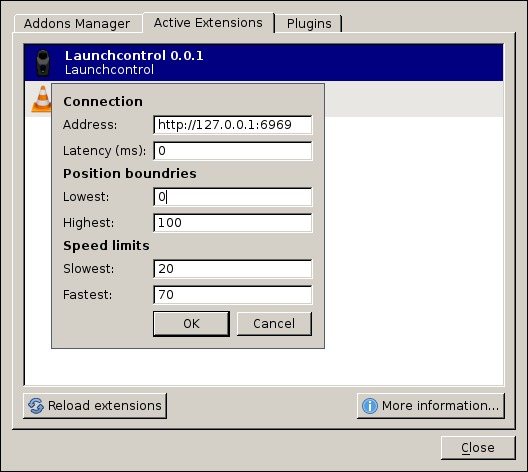 Addons Manager Active Extensions Plugins
Launchcontrol 0.0.1
Launchcontrol
Connection
Address: http://127.0.0.1:6969
Latency (ms): 0
Position boundries
Lowest: 0
Highest: 100
Speed limits
Slowest: 20
Fastest: 70
OK Cancel
Reload extensions More information...
Close